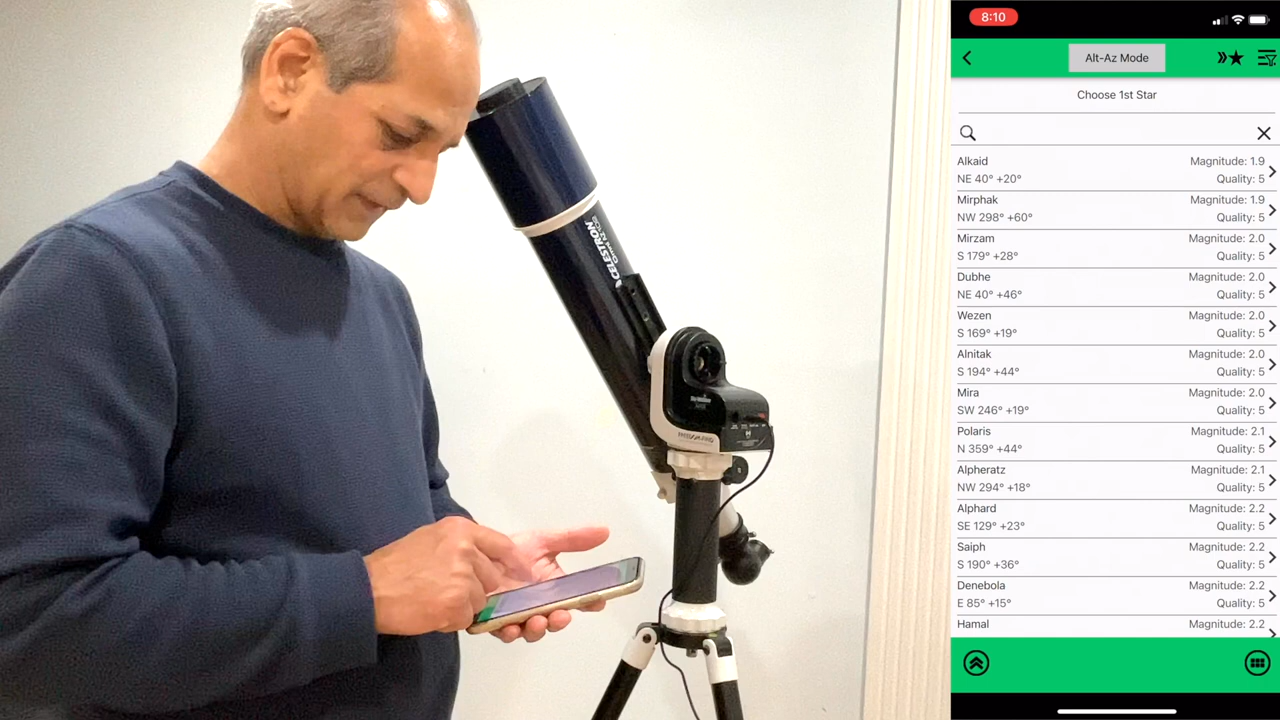 CELESTRON
Omni AZ 102
Sky-Watcher
8:10
Alt-Az Mode
Choose 1st Star
Alkaid
Magnitude: 1.9
NE 40° +20°
Quality: 5
Mirphak
Magnitude: 1.9
NW 298° +60°
Quality: 5
Mirzam
Magnitude: 2.0
S 179° +28°
Quality: 5
Dubhe
Magnitude: 2.0
NE 40° +46°
Quality: 5
Wezen
Magnitude: 2.0
S 169° +19°
Quality: 5
Alnitak
Magnitude: 2.0
S 194° +44°
Quality: 5
Mira
Magnitude: 2.0
SW 246° +19°
Quality: 5
Polaris
Magnitude: 2.1
N 359° +44°
Quality: 5
Alpheratz
Magnitude: 2.1
NW 294° +18°
Quality: 5
Alphard
Magnitude: 2.2
SE 129° +23°
Quality: 5
Saiph
Magnitude: 2.2
S 190° +36°
Quality: 5
Denebola
Magnitude: 2.2
E 85° +15°
Quality: 5
Hamal
Magnitude: 2.2